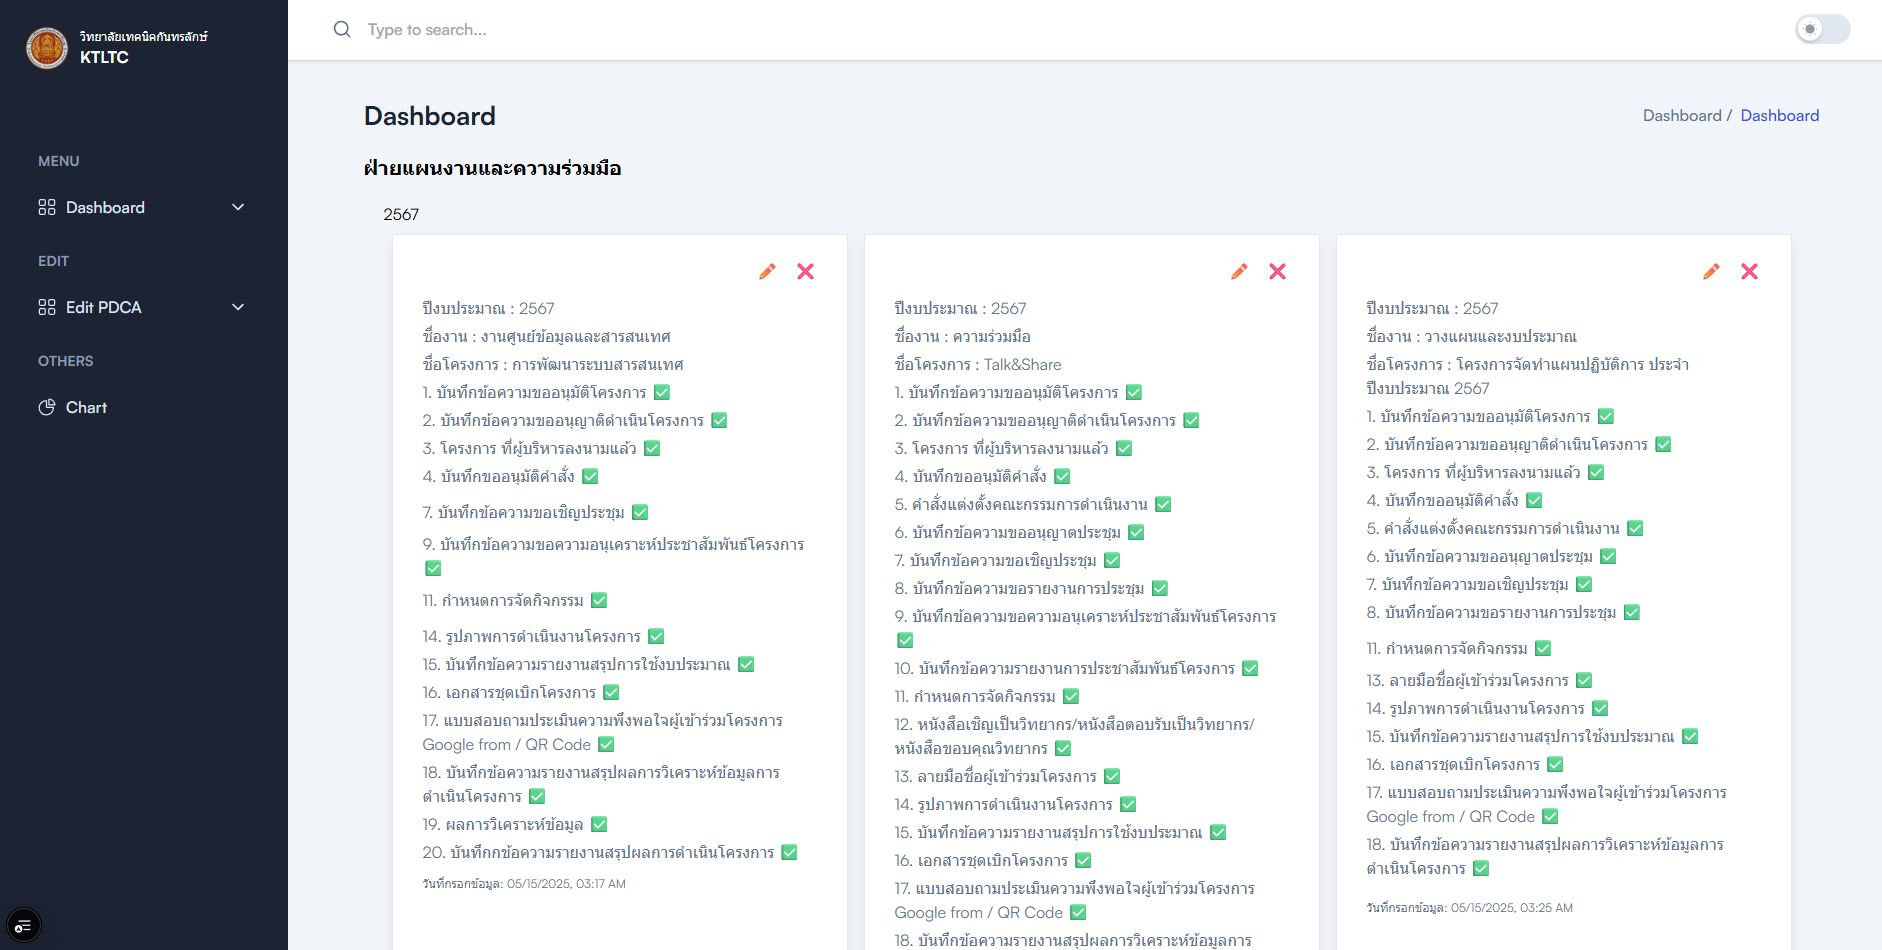 วิทยาลัยเทคนิคกันทรลักษ์
KTLTC
Type to search...
MENU
Dashboard
EDIT
Edit PDCA
OTHERS
Chart
Dashboard
Dashboard / Dashboard
ฝ่ายแผนงานและความร่วมมือ
2567
ปีงบประมาณ : 2567
ชื่องาน : งานศูนย์ข้อมูลและสารสนเทศ
ชื่อโครงการ : การพัฒนาระบบสารสนเทศ
1. บันทึกข้อความขออนุมัติโครงการ ✅
2. บันทึกข้อความขออนุญาติดำเนินโครงการ ✅
3. โครงการ ที่ผู้บริหารลงนามแล้ว ✅
4. บันทึกขออนุมัติคำสั่ง ✅
7. บันทึกข้อความขอเชิญประชุม ✅
9. บันทึกข้อความขอความอนุเคราะห์ประชาสัมพันธ์โครงการ
✅
11. กำหนดการจัดกิจกรรม ✅
14. รูปภาพการดำเนินงานโครงการ ✅
15. บันทึกข้อความรายงานสรุปการใช้งบประมาณ ✅
16. เอกสารชุดเบิกโครงการ ✅
17. แบบสอบถามประเมินความพึงพอใจผู้เข้าร่วมโครงการ
Google from / QR Code ✅
18. บันทึกข้อความรายงานสรุปผลการวิเคราะห์ข้อมูลการ
ดำเนินโครงการ ✅
19. ผลการวิเคราะห์ข้อมูล ✅
20. บันทึกกข้อความรายงานสรุปผลการดำเนินโครงการ ✅
วันที่กรอกข้อมูล: 05/15/2025, 03:17 AM
ปีงบประมาณ : 2567
ชื่องาน : ความร่วมมือ
ชื่อโครงการ : Talk&Share
1. บันทึกข้อความขออนุมัติโครงการ ✅
2. บันทึกข้อความขออนุญาติดำเนินโครงการ ✅
3. โครงการ ที่ผู้บริหารลงนามแล้ว ✅
4. บันทึกขออนุมัติคำสั่ง ✅
5. คำสั่งแต่งตั้งคณะกรรมการดำเนินงาน ✅
6. บันทึกข้อความขออนุญาตประชุม ✅
7. บันทึกข้อความขอเชิญประชุม ✅
8. บันทึกข้อความขอรายงานการประชุม ✅
9. บันทึกข้อความขอความอนุเคราะห์ประชาสัมพันธ์โครงการ
✅
10. บันทึกข้อความรายงานการประชาสัมพันธ์โครงการ ✅
11. กำหนดการจัดกิจกรรม ✅
12. หนังสือเชิญเป็นวิทยากร/หนังสือตอบรับเป็นวิทยากร/
หนังสือขอบคุณวิทยากร ✅
13. ลายมือชื่อผู้เข้าร่วมโครงการ ✅
14. รูปภาพการดำเนินงานโครงการ ✅
15. บันทึกข้อความรายงานสรุปการใช้งบประมาณ ✅
16. เอกสารชุดเบิกโครงการ ✅
17. แบบสอบถามประเมินความพึงพอใจผู้เข้าร่วมโครงการ
Google from / QR Code ✅
18. บันทึกข้อความรายงานสรุปผลการวิเคราะห์ข้อมูลการ
ปีงบประมาณ : 2567
ชื่องาน : วางแผนและงบประมาณ
ชื่อโครงการ : โครงการจัดทำแผนปฏิบัติการ ประจำ
ปีงบประมาณ 2567
1. บันทึกข้อความขออนุมัติโครงการ ✅
2. บันทึกข้อความขออนุญาติดำเนินโครงการ ✅
3. โครงการ ที่ผู้บริหารลงนามแล้ว ✅
4. บันทึกขออนุมัติคำสั่ง ✅
5. คำสั่งแต่งตั้งคณะกรรมการดำเนินงาน ✅
6. บันทึกข้อความขออนุญาตประชุม ✅
7. บันทึกข้อความขอเชิญประชุม ✅
8. บันทึกข้อความขอรายงานการประชุม ✅
11. กำหนดการจัดกิจกรรม ✅
13. ลายมือชื่อผู้เข้าร่วมโครงการ ✅
14. รูปภาพการดำเนินงานโครงการ ✅
15. บันทึกข้อความรายงานสรุปการใช้งบประมาณ ✅
16. เอกสารชุดเบิกโครงการ ✅
17. แบบสอบถามประเมินความพึงพอใจผู้เข้าร่วมโครงการ
Google from / QR Code ✅
18. บันทึกข้อความรายงานสรุปผลการวิเคราะห์ข้อมูลการ
ดำเนินโครงการ ✅
วันที่กรอกข้อมูล: 05/15/2025, 03:25 AM